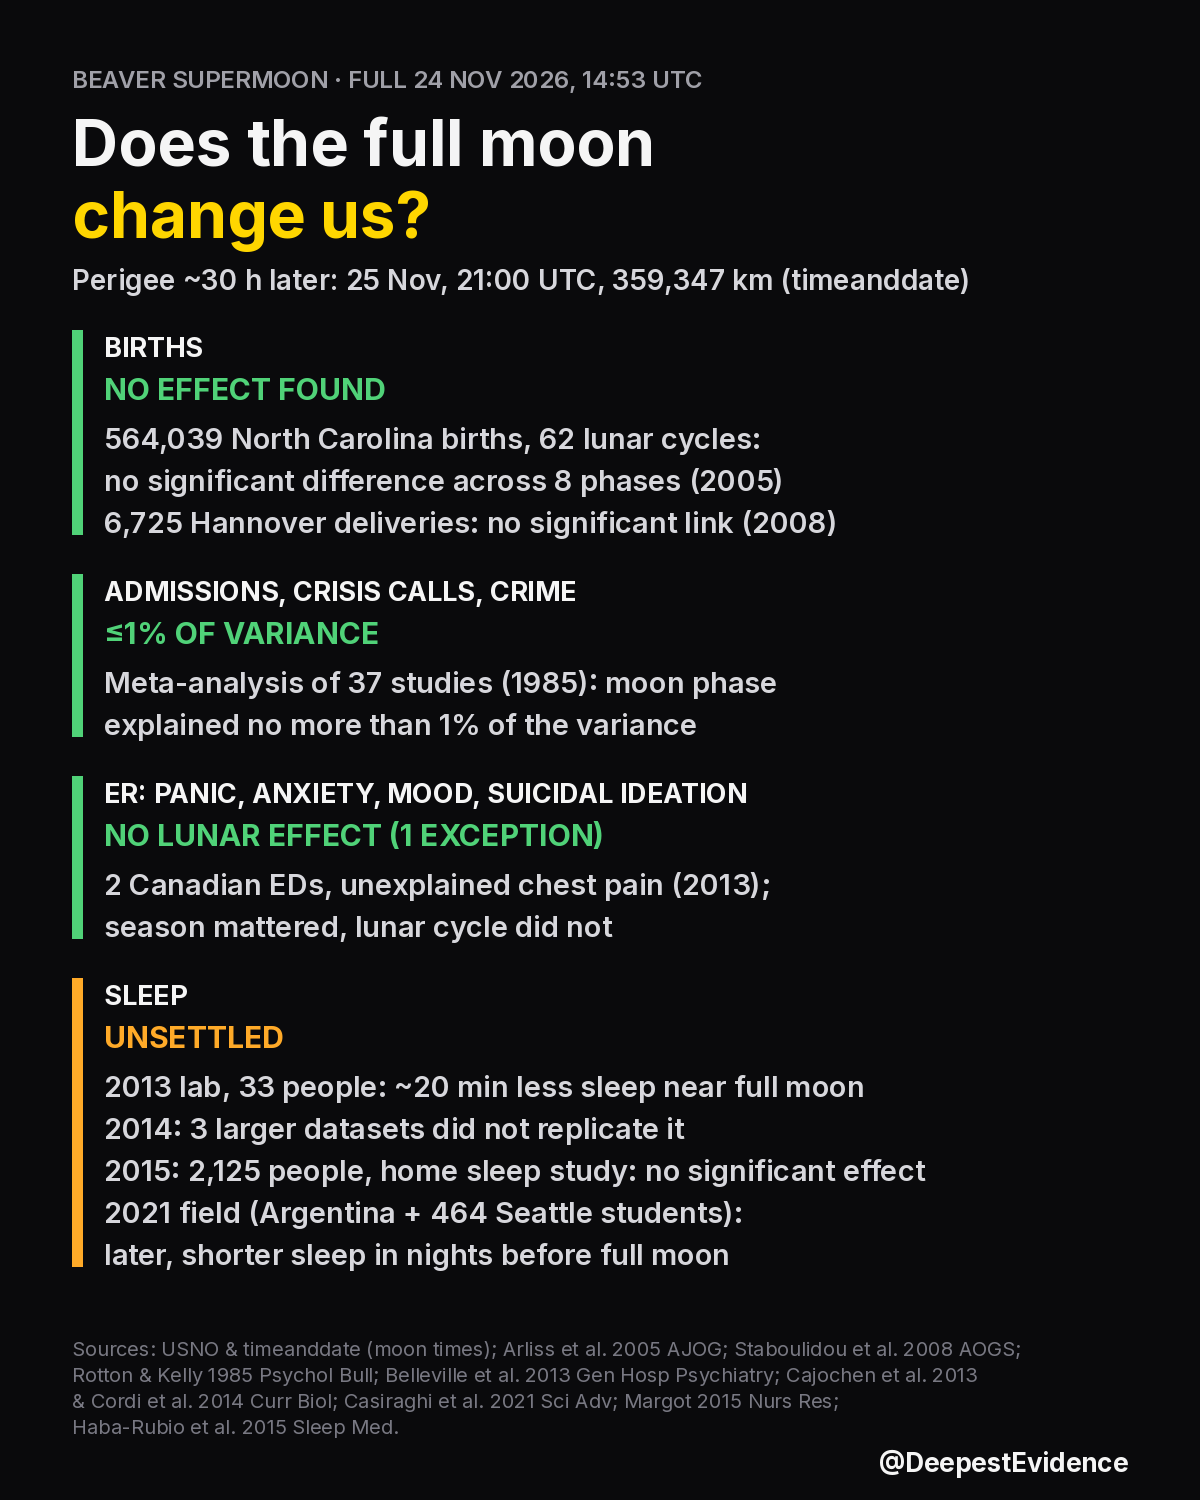 BEAVER SUPERMOON · FULL 24 NOV 2026, 14:53 UTC
Does the full moon
change us?
Perigee ~30 h later: 25 Nov, 21:00 UTC, 359,347 km (timeanddate)
BIRTHS
NO EFFECT FOUND
564,039 North Carolina births, 62 lunar cycles:
no significant difference across 8 phases (2005)
6,725 Hannover deliveries: no significant link (2008)
ADMISSIONS, CRISIS CALLS, CRIME
≤1% OF VARIANCE
Meta-analysis of 37 studies (1985): moon phase
explained no more than 1% of the variance
ER: PANIC, ANXIETY, MOOD, SUICIDAL IDEATION
NO LUNAR EFFECT (1 EXCEPTION)
2 Canadian EDs, unexplained chest pain (2013);
season mattered, lunar cycle did not
SLEEP
UNSETTLED
2013 lab, 33 people: ~20 min less sleep near full moon
2014: 3 larger datasets did not replicate it
2015: 2,125 people, home sleep study: no significant effect
2021 field (Argentina + 464 Seattle students):
later, shorter sleep in nights before full moon
Sources: USNO & timeanddate (moon times); Arliss et al. 2005 AJOG; Staboulidou et al. 2008 AOGS;
Rotton & Kelly 1985 Psychol Bull; Belleville et al. 2013 Gen Hosp Psychiatry; Cajochen et al. 2013
& Cordi et al. 2014 Curr Biol; Casiraghi et al. 2021 Sci Adv; Margot 2015 Nurs Res;
Haba-Rubio et al. 2015 Sleep Med.
@DeepestEvidence